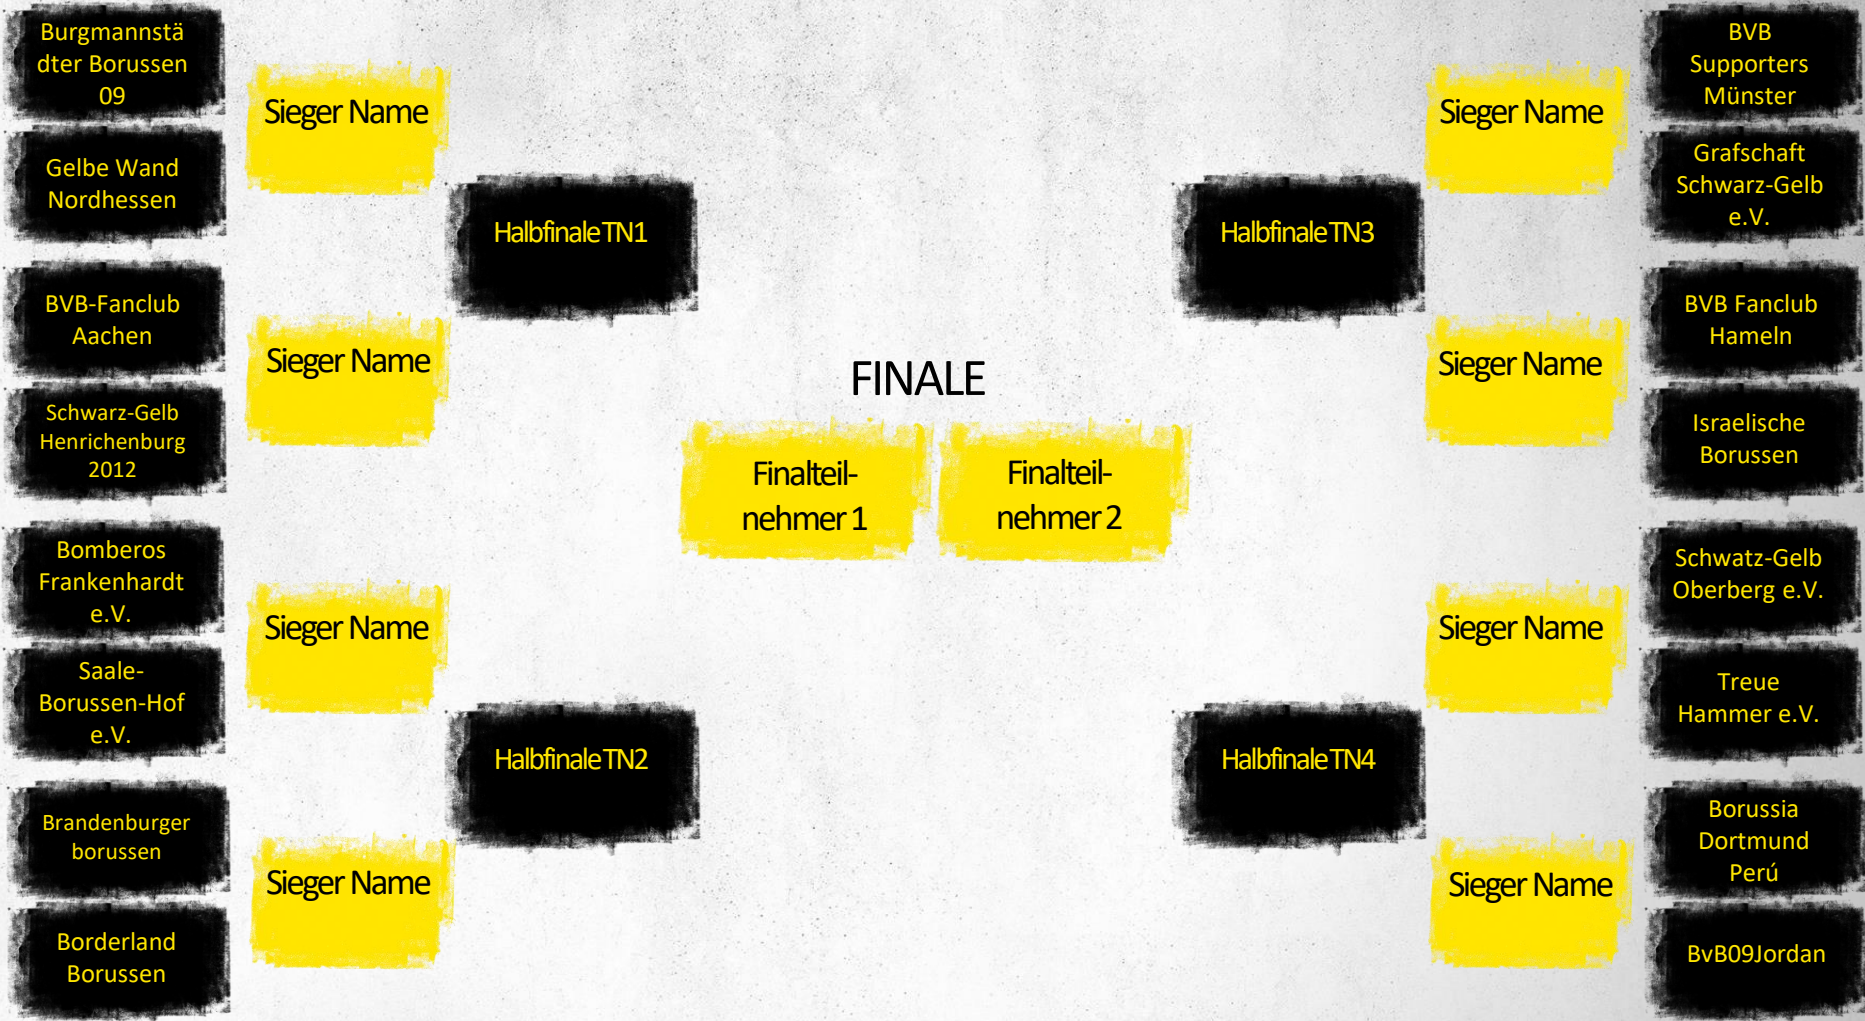 Burgmannstä
dter Borussen
09
Gelbe Wand
Nordhessen
BVB-Fanclub
Aachen
Schwarz-Gelb
Henrichenburg
2012
Bomberos
Frankenhardt
e.V.
Saale-
Borussen-Hof
e.V.
Brandenburger
borussen
Borderland
Borussen
Sieger Name
Sieger Name
Sieger Name
Sieger Name
Halbfinale TN1
Halbfinale TN2
FINALE
Finalteil-
nehmer 1
Finalteil-
nehmer 2
Halbfinale TN3
Halbfinale TN4
Sieger Name
Sieger Name
Sieger Name
Sieger Name
BVB
Supporters
Münster
Grafschaft
Schwarz-Gelb
e.V.
BVB Fanclub
Hameln
Israelische
Borussen
Schwatz-Gelb
Oberberg e.V.
Treue
Hammer e.V.
Borussia
Dortmund
Perú
BvB09Jordan